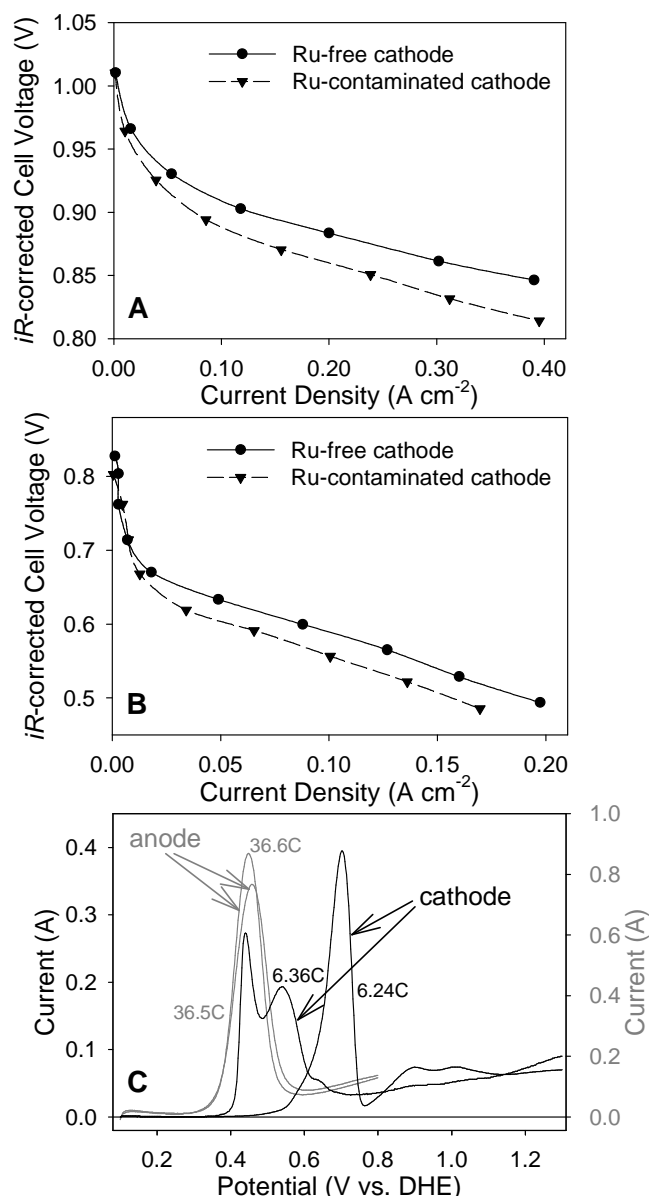 1.05
1.00
0.95
0.90
0.85
0.80
iR-corrected Cell Voltage (V)
Ru-free cathode
Ru-contaminated cathode
A
0.00 0.10 0.20 0.30 0.40
Current Density (A cm-2)
0.8
0.7
0.6
0.5
iR-corrected Cell Voltage (V)
Ru-free cathode
Ru-contaminated cathode
B
0.00 0.05 0.10 0.15 0.20
Current Density (A cm-2)
0.4
0.3
0.2
0.1
0.0
Current (A)
anode
36.6C
cathode
6.36C
6.24C
36.5C
C
1.0
0.8
0.6
0.4
0.2
0.0
Current (A)
0.2 0.4 0.6 0.8 1.0 1.2
Potential (V vs. DHE)